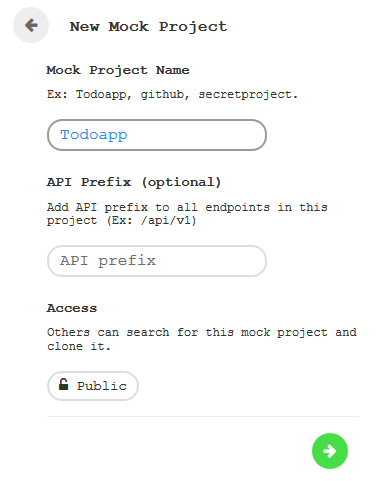 New Mock Project
Mock Project Name
Ex: Todoapp, github, secretproject.
Todoapp
API Prefix (optional)
Add API prefix to all endpoints in this
project (Ex: /api/v1)
API prefix
Access
Others can search for this mock project and
clone it.
Public